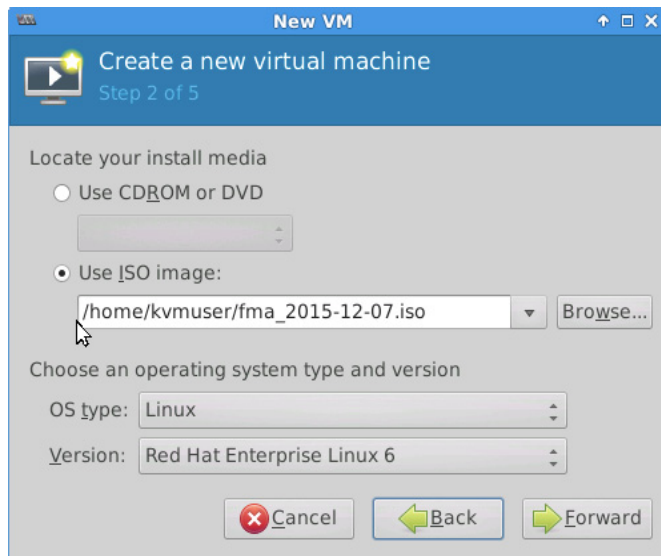 New VM
Create a new virtual machine
Step 2 of 5
Locate your install media
Use CDROM or DVD
Use ISO image:
/home/kvmuser/fma_2015-12-07.iso Browse...
Choose an operating system type and version
OS type: Linux
Version: Red Hat Enterprise Linux 6
Cancel Back Forward